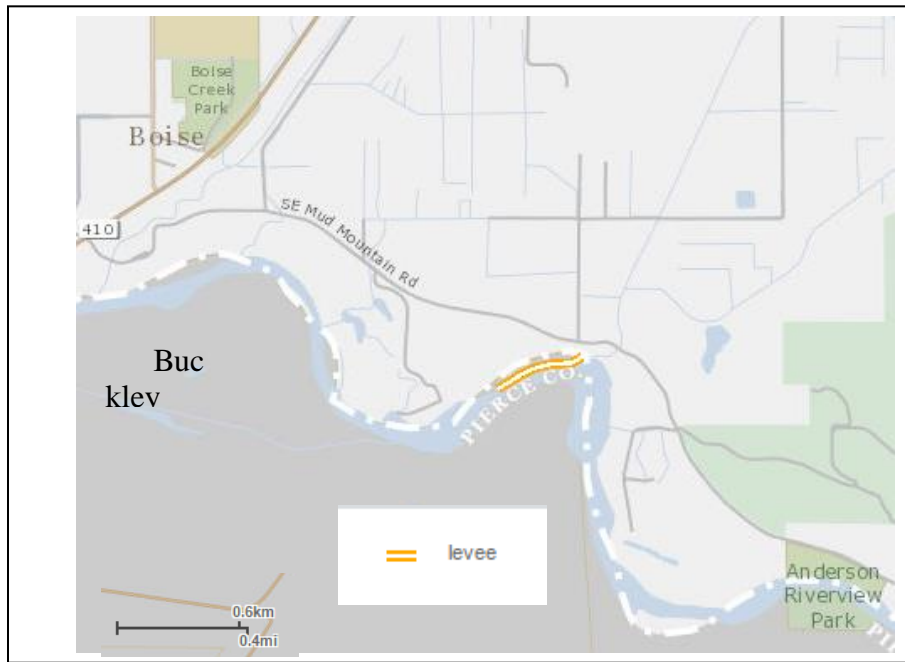 Boise
Creek
Park
Boise
410
SE Mud Mountain Rd
Buc
klev
PIERCE CO.
levee
Anderson
Riverview
Park
0.6km
0.4mi
PI